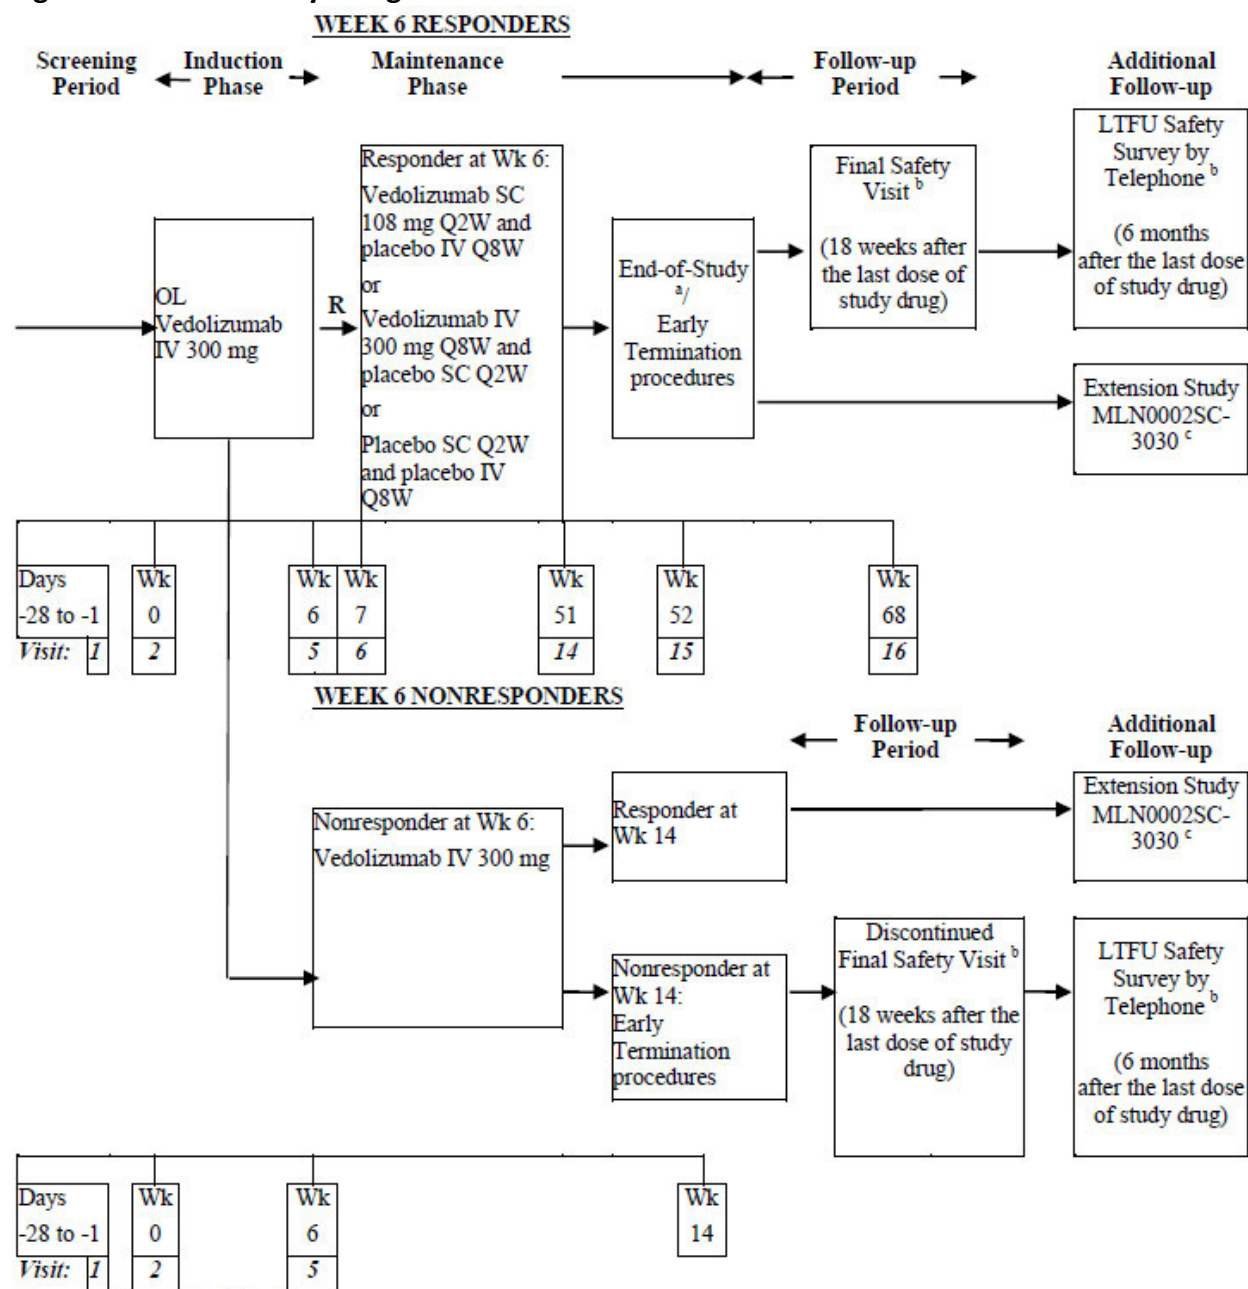 WEEK 6 RESPONDERS
Screening
Period
Induction
Phase
Maintenance
Phase
Follow-up
Period
Additional
Follow-up
OL
Vedolizumab
IV 300 mg
R
Responder at Wk 6:
Vedolizumab SC
108 mg Q2W and
placebo IV Q8W
or
Vedolizumab IV
300 mg Q8W and
placebo SC Q2W
or
Placebo SC Q2W
and placebo IV
Q8W
End-of-Study
a/
Early
Termination
procedures
Final Safety
Visit b
(18 weeks after
the last dose of
study drug)
LTFU Safety
Survey by
Telephone b
(6 months
after the last dose
of study drug)
Extension Study
MLN0002SC-
3030 c
Days
-28 to -1
Visit: 1
Wk
0
2
Wk
6
5
Wk
7
6
Wk
51
14
Wk
52
15
Wk
68
16
WEEK 6 NONRESPONDERS
Follow-up
Period
Additional
Follow-up
Nonresponder at Wk 6:
Vedolizumab IV 300 mg
Responder at
Wk 14
Extension Study
MLN0002SC-
3030 c
Nonresponder at
Wk 14:
Early
Termination
procedures
Discontinued
Final Safety Visit b
(18 weeks after the
last dose of study
drug)
LTFU Safety
Survey by
Telephone b
(6 months
after the last dose
of study drug)
Days
-28 to -1
Visit: 1
Wk
0
2
Wk
6
5
Wk
14